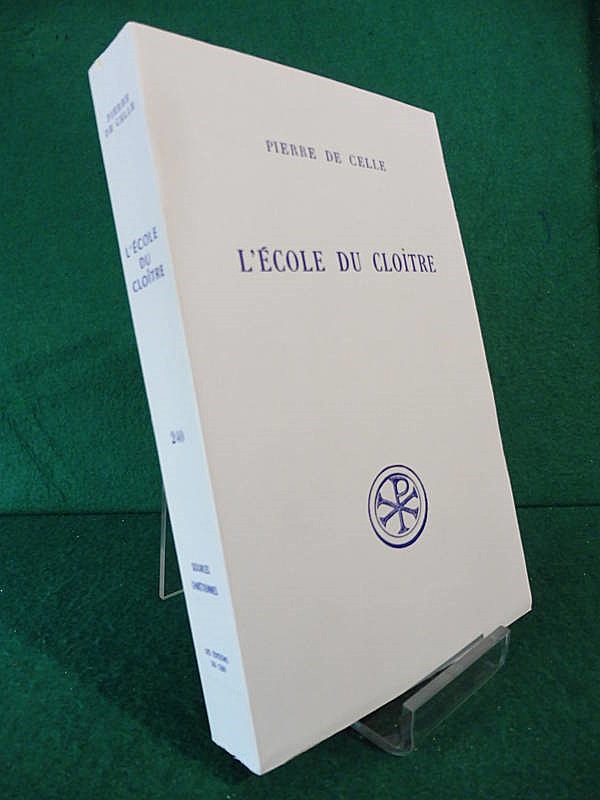 PIERRE
DE CELLE
L'ÉCOLE
DU
CLOÎTRE
240
SOURCES
CHRÉTIENNES
LES ÉDITIONS
DU CERF
PIERRE DE CELLE
L'ÉCOLE DU CLOÎTRE